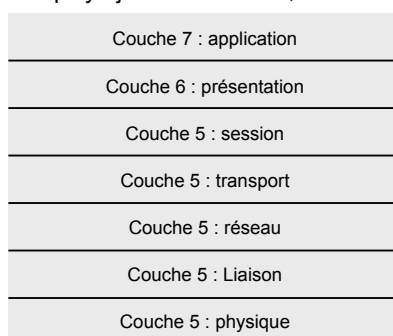 Couche 7 : application
Couche 6 : présentation
Couche 5 : session
Couche 5 : transport
Couche 5 : réseau
Couche 5 : Liaison
Couche 5 : physique